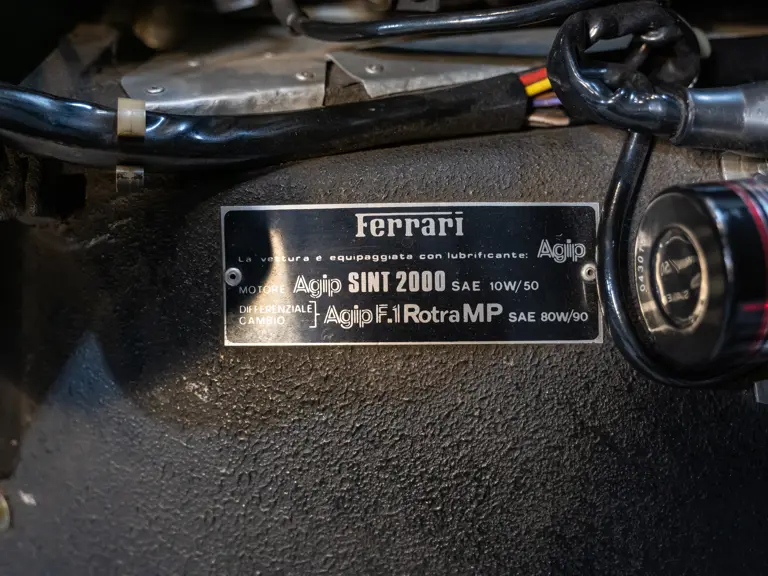 Ferrari
La vettura è equipaggiata con lubrificante: Agip
MOTORE Agip SINT 2000 SAE 10W/50
DIFFERENZIALE
CAMBIO
Agip F.1 Rotra MP SAE 80W/90